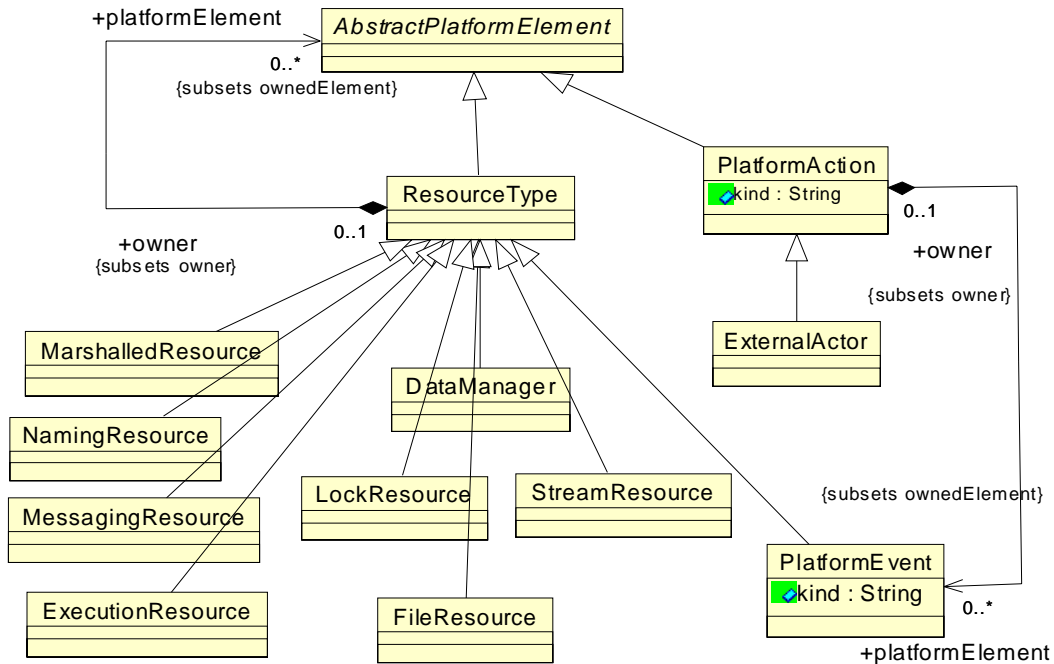 +platformElement
AbstractPlatformElement
0..*
{subsets ownedElement}
PlatformAction
kind : String
ResourceType
0..1
0..1
+owner
{subsets owner}
+owner
{subsets owner}
ExternalActor
MarshalledResource
DataManager
NamingResource
LockResource
StreamResource
{subsets ownedElement}
MessagingResource
PlatformEvent
kind : String
ExecutionResource
FileResource
0..*
+platformElement